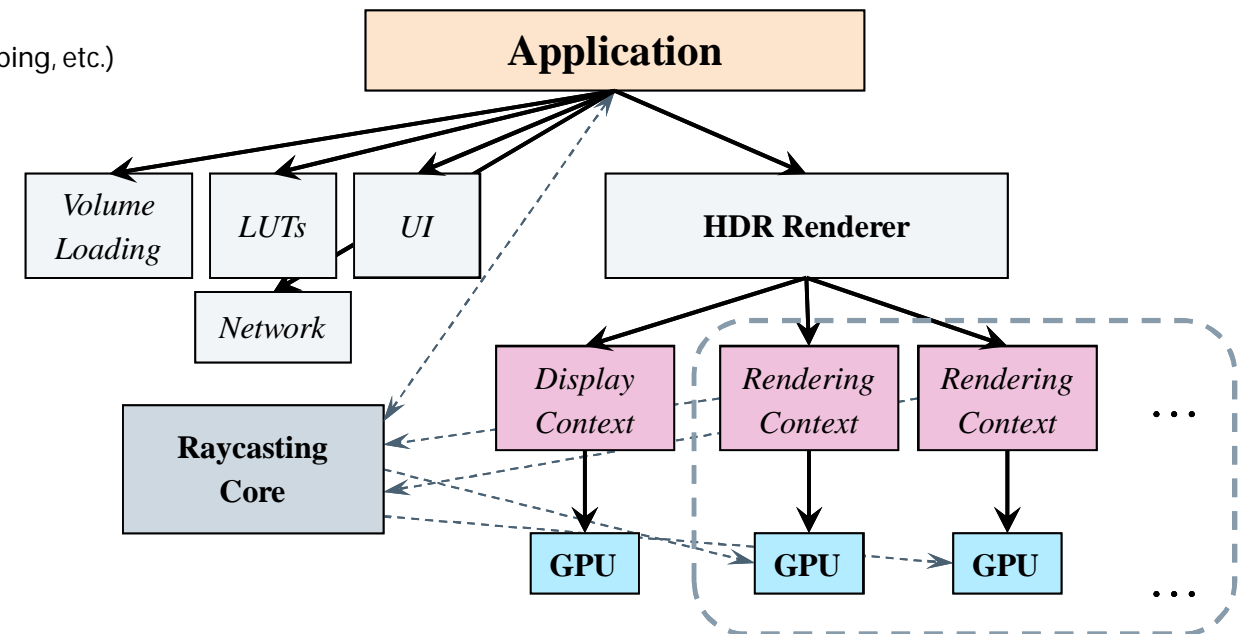 Application
etc.)
Volume
Loading
LUTs
UI
HDR Renderer
Network
Display
Context
Rendering
Context
Rendering
Context
...
Raycasting
Core
GPU
GPU
GPU
...